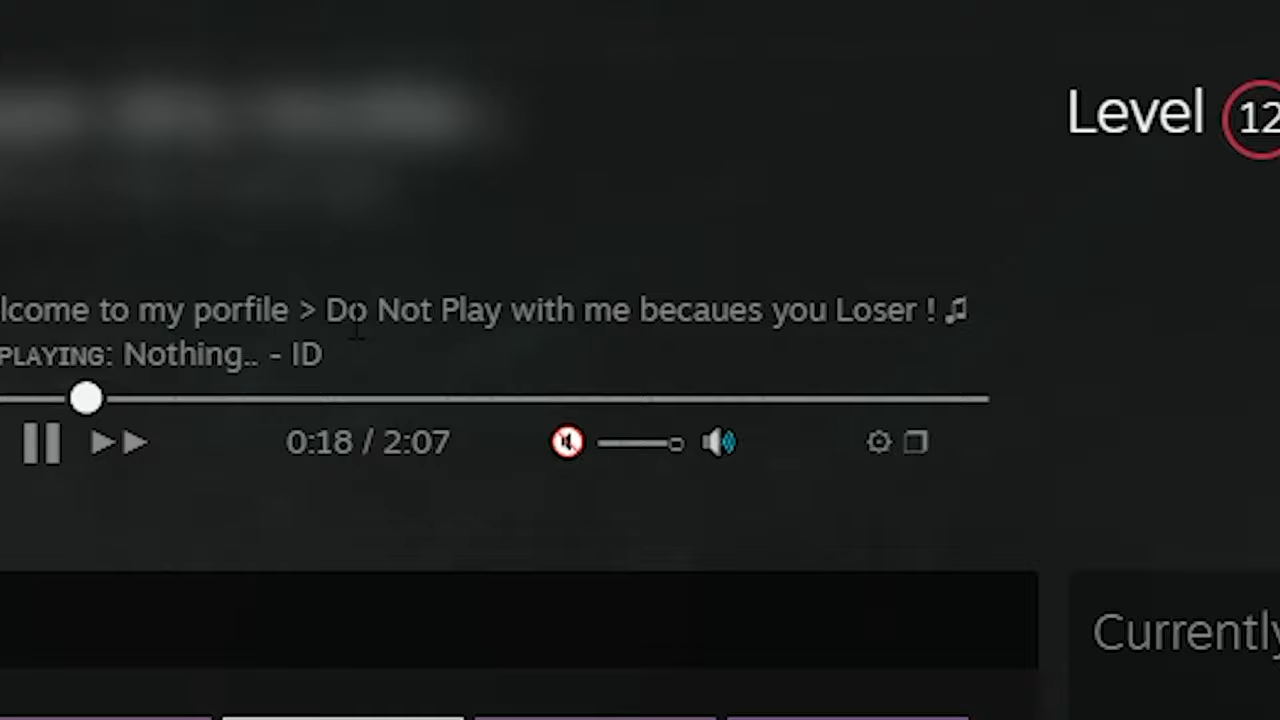 Level 12
lcome to my porfile > Do Not Play with me becaues you Loser ! ♫
ᴘʟᴀʏɪɴɢ: Nothing.. - ID
0:18 / 2:07
Currently